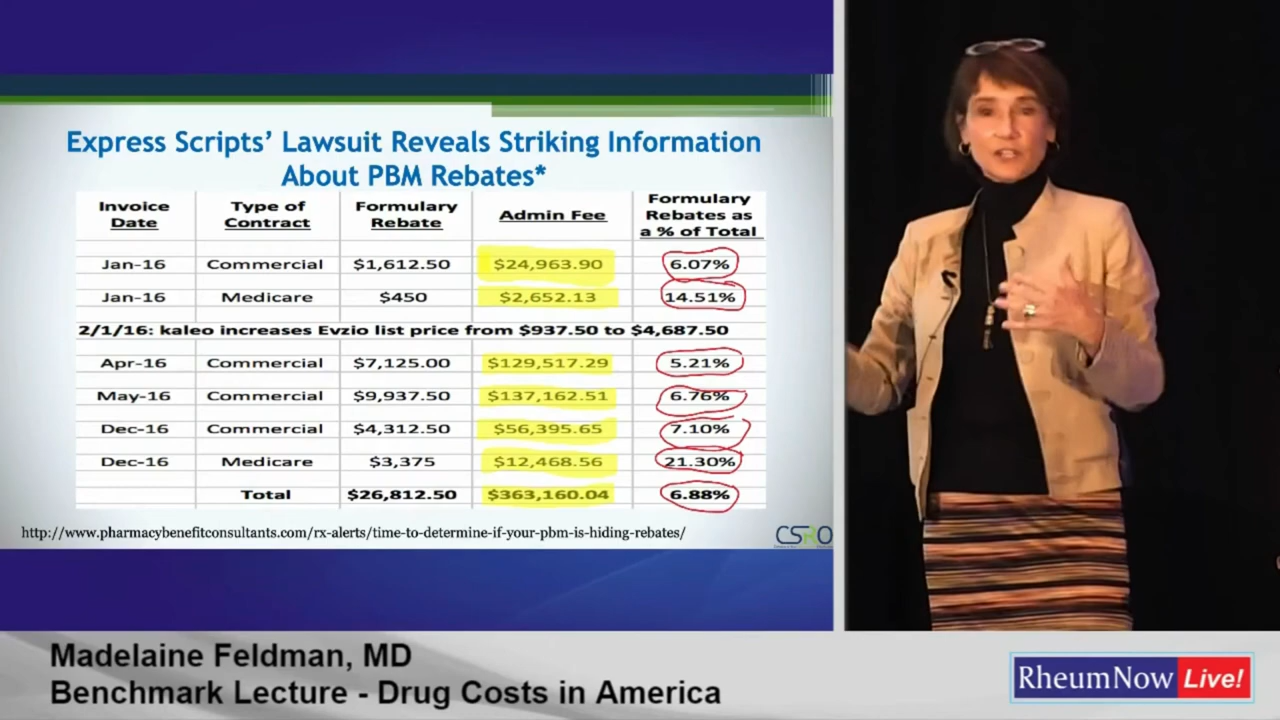 Express Scripts’ Lawsuit Reveals Striking Information
About PBM Rebates*
Invoice Date Type of Contract Formulary Rebate Admin Fee Formulary Rebates as a % of Total
Jan-16 Commercial $1,612.50 $24,963.90 6.07%
Jan-16 Medicare $450 $2,652.13 14.51%
2/1/16: kaleo increases Evzio list price from $937.50 to $4,687.50
Apr-16 Commercial $7,125.00 $129,517.29 5.21%
May-16 Commercial $9,937.50 $137,162.51 6.76%
Dec-16 Commercial $4,312.50 $56,395.65 7.10%
Dec-16 Medicare $3,375 $12,468.56 21.30%
Total $26,812.50 $363,160.04 6.88%
http://www.pharmacybenefitconsultants.com/rx-alerts/time-to-determine-if-your-pbm-is-hiding-rebates/
CSRO
Madelaine Feldman, MD
Benchmark Lecture - Drug Costs in America
RheumNow Live!